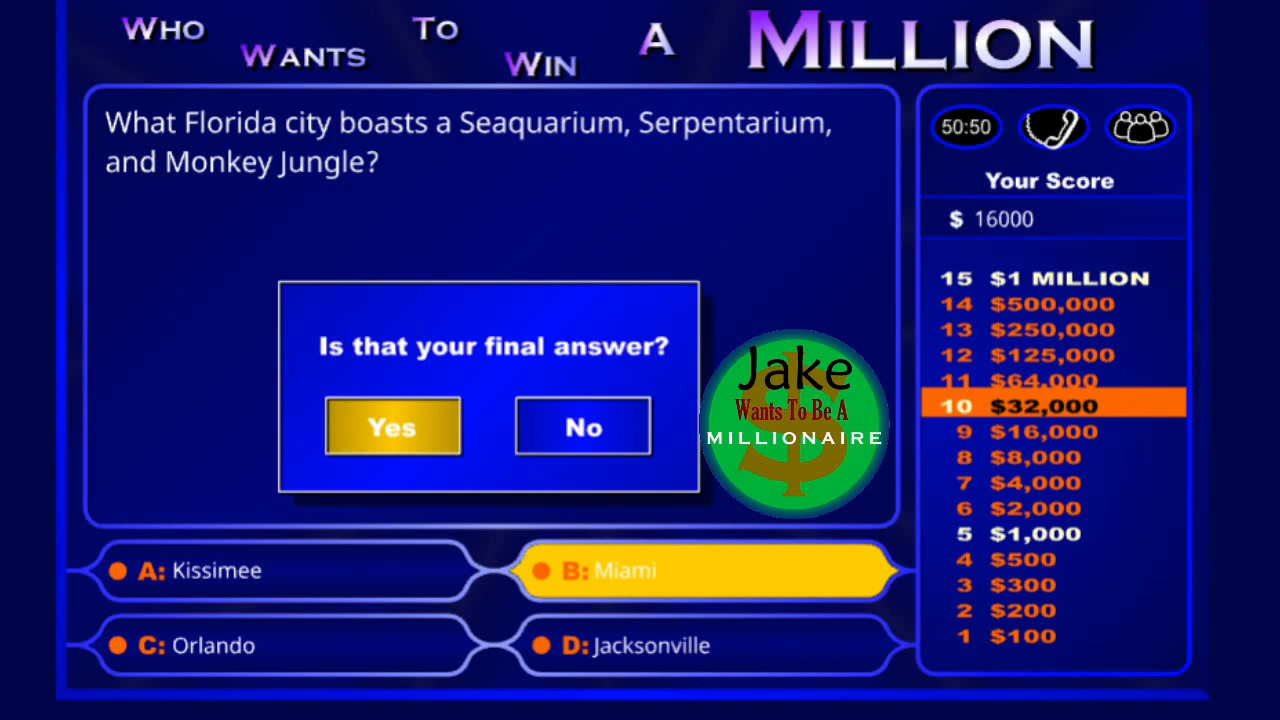 WHO WANTS TO WIN A MILLION
What Florida city boasts a Seaquarium, Serpentarium,
and Monkey Jungle?
Is that your final answer?
Yes No
Jake
Wants To Be A
MILLIONAIRE
A: Kissimee B: Miami
C: Orlando D: Jacksonville
50:50
Your Score
$ 16000
15 $1 MILLION
14 $500,000
13 $250,000
12 $125,000
11 $64,000
10 $32,000
9 $16,000
8 $8,000
7 $4,000
6 $2,000
5 $1,000
4 $500
3 $300
2 $200
1 $100